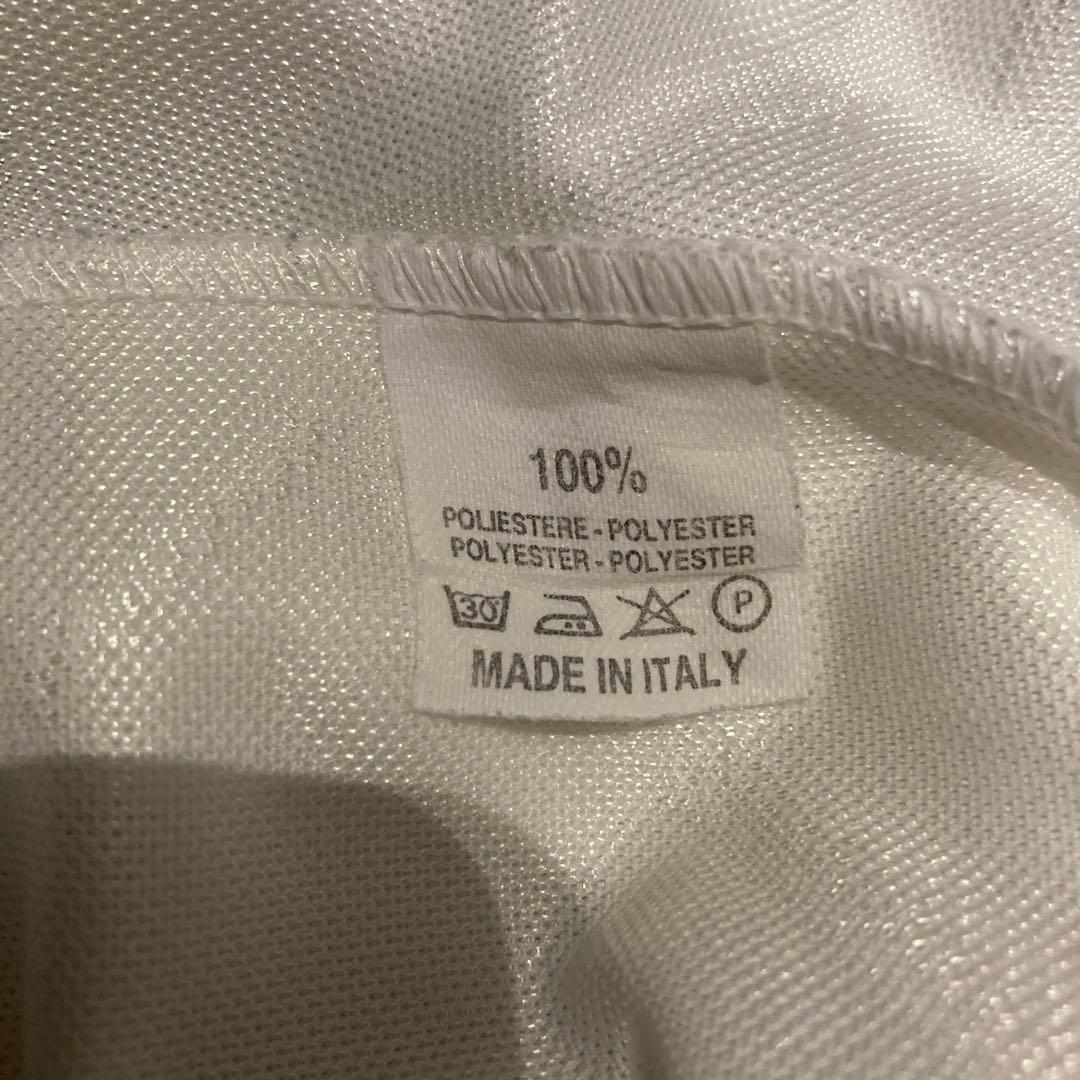 100%
POLIESTERE - POLYESTER
POLYESTER - POLYESTER
30 P
MADE IN ITALY